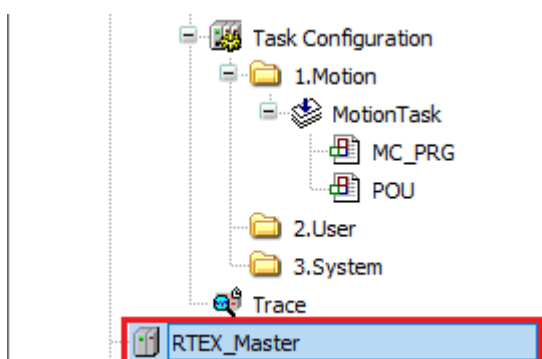 Task Configuration
1.Motion
MotionTask
MC_PRG
POU
2.User
3.System
Trace
RTEX_Master